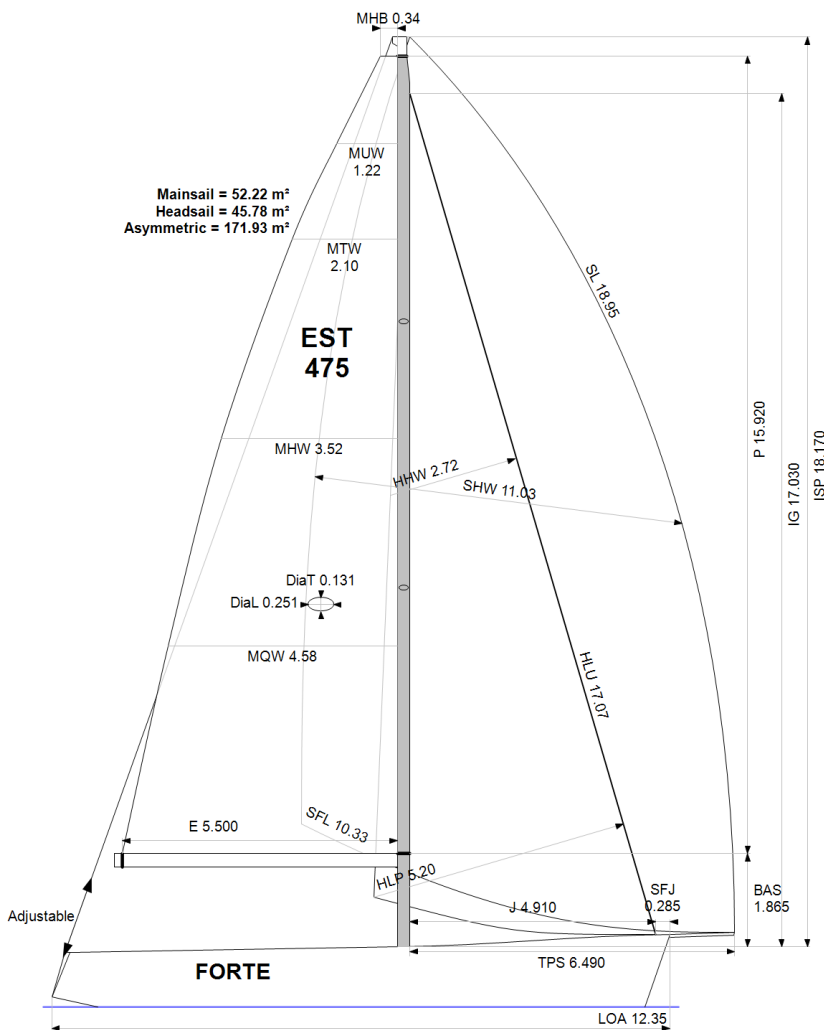 MHB 0.34
MUW
1.22
Mainsail = 52.22 m²
Headsail = 45.78 m²
Asymmetric = 171.93 m²
MTW
2.10
SL 18.95
EST
475
P 15.920
IG 17.030
ISP 18.170
MHW 3.52
HHW 2.72
SHW 11.03
DiaT 0.131
DiaL 0.251
MQW 4.58
HLU 17.07
SFL 10.33
E 5.500
HLP 5.20
SFJ
0.285
BAS
1.865
J 4.910
Adjustable
TPS 6.490
FORTE
LOA 12.35